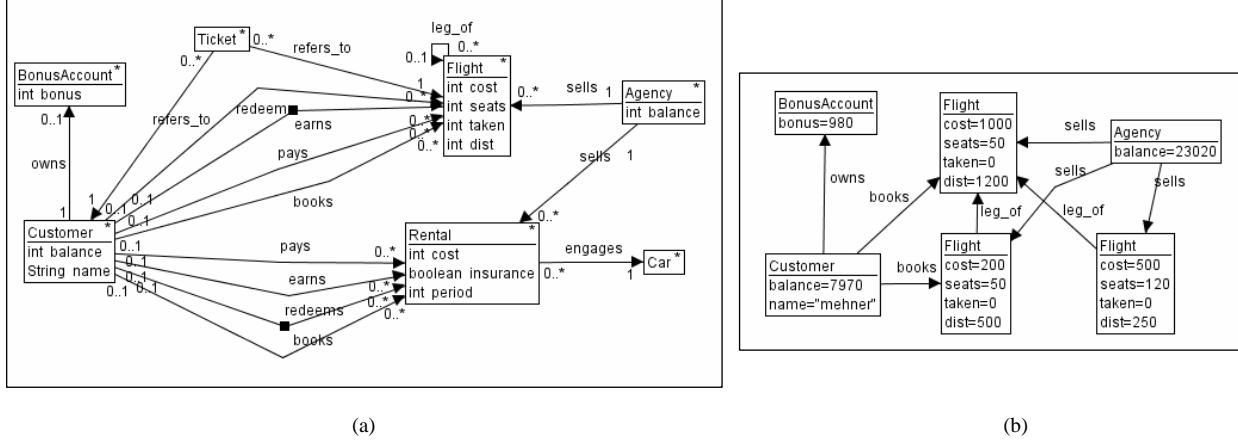 leg_of
Ticket *
0..*
refers_to
0..*
0..1
0..*
BonusAccount *
int bonus
Flight *
int cost
int seats
int taken
int dist
1
0..*
sells
1
0..*
Agency *
int balance
0..1
refers_to
redeem
earns
pays
books
0..*
0..*
0..*
sells
1
owns
1
1
0..1
0..1
0..1
Customer *
int balance
String name
0..1
0..1
0..1
0..1
pays
earns
redeems
books
0..*
0..*
0..*
0..*
Rental *
int cost
boolean insurance
int period
engages
0..*
1
Car *
(a)
BonusAccount
bonus=980
Flight
cost=1000
seats=50
taken=0
dist=1200
sells
Agency
balance=23020
owns
books
sells
sells
leg_of
leg_of
Customer
balance=7970
name="mehner"
books
Flight
cost=200
seats=50
taken=0
dist=500
Flight
cost=500
seats=120
taken=0
dist=250
(b)